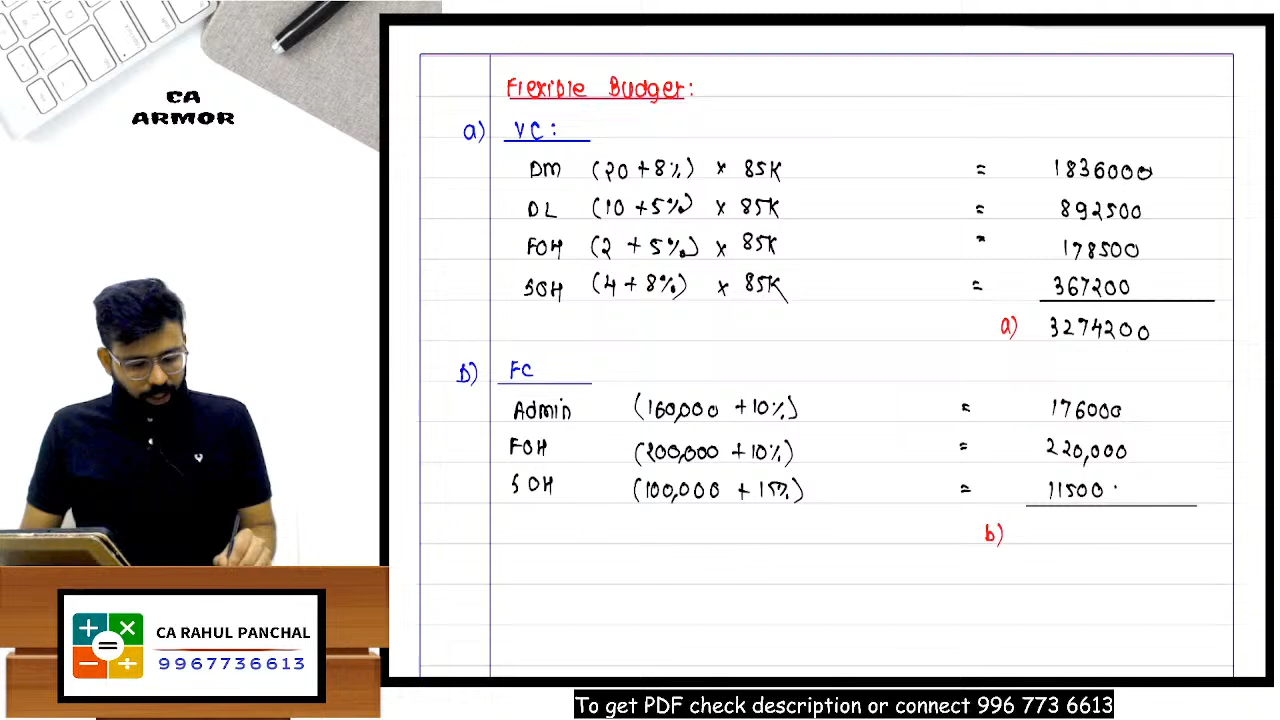 CA
ARMOR
Flexible Budget:
a) VC:
DM (20 + 8%) × 85K = 1836000
DL (10 + 5%) × 85K = 892500
FOH (2 + 5%) × 85K = 178500
SOH (4 + 8%) × 85K = 367200
a) 3274200
b) FC
Admin (160,000 + 10%) = 176000
FOH (200,000 + 10%) = 220,000
SOH (100,000 + 15%) = 11500
b)
CA RAHUL PANCHAL
9967736613
To get PDF check description or connect 996 773 6613